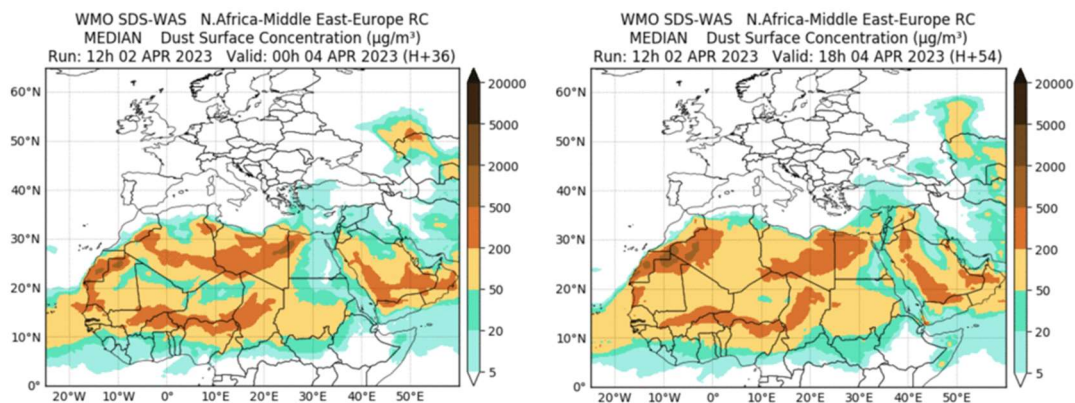 WMO SDS-WAS N.Africa-Middle East-Europe RC
MEDIAN Dust Surface Concentration (µg/m³)
Run: 12h 02 APR 2023 Valid: 00h 04 APR 2023 (H+36)
60°N
50°N
40°N
30°N
20°N
10°N
0°
20°W
10°W
0°
10°E
20°E
30°E
40°E
50°E
20000
5000
2000
500
200
50
20
5
WMO SDS-WAS N.Africa-Middle East-Europe RC
MEDIAN Dust Surface Concentration (µg/m³)
Run: 12h 02 APR 2023 Valid: 18h 04 APR 2023 (H+54)
60°N
50°N
40°N
30°N
20°N
10°N
0°
20°W
10°W
0°
10°E
20°E
30°E
40°E
50°E
20000
5000
2000
500
200
50
20
5